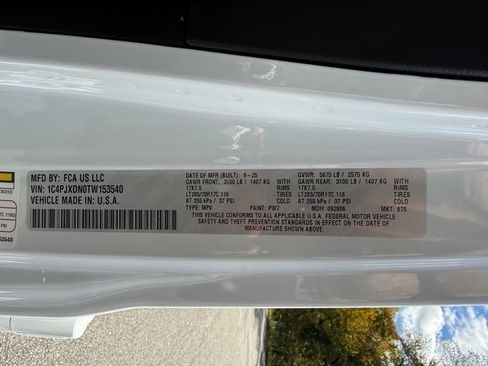 MFD BY: FCA US LLC
VIN: 1C4PJXDN0TW153540
VEHICLE MADE IN: U.S.A.
DATE OF MFR (BUILT): 9-25 GVWR: 5675 LB / 2575 KG
GAWR FRONT: 3100 LB / 1407 KG WITH GAWR REAR: 3100 LB / 1407 KG WITH
17X7.5 RIMS 17X7.5 RIMS
LT285/70R17C 116 TIRES LT285/70R17C 116 TIRES
AT 255 kPa / 37 PSI COLD AT 255 kPa / 37 PSI COLD
TYPE: MPV PAINT: PW7 MDH: 092906 MKT: 875
THIS VEHICLE CONFORMS TO ALL APPLICABLE U.S.A. FEDERAL MOTOR VEHICLE
SAFETY AND THEFT PREVENTION STANDARDS IN EFFECT ON THE DATE OF
MANUFACTURE SHOWN ABOVE.